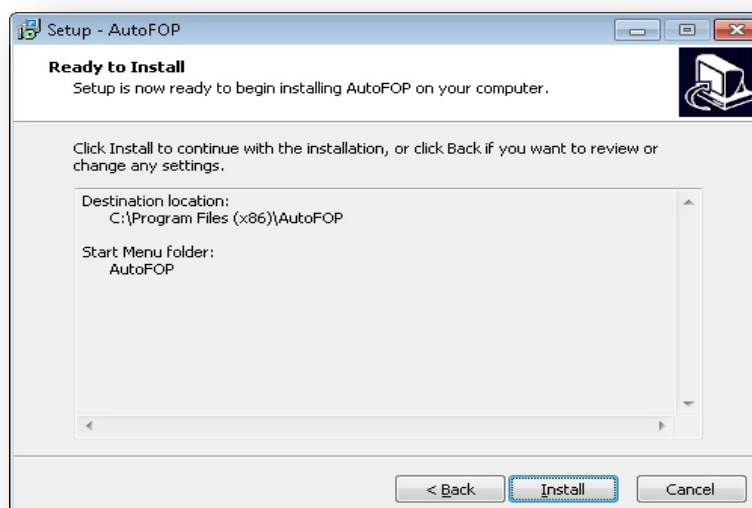 Setup - AutoFOP
Ready to Install
Setup is now ready to begin installing AutoFOP on your computer.
Click Install to continue with the installation, or click Back if you want to review or
change any settings.
Destination location:
C:\Program Files (x86)\AutoFOP
Start Menu folder:
AutoFOP
< Back
Install
Cancel